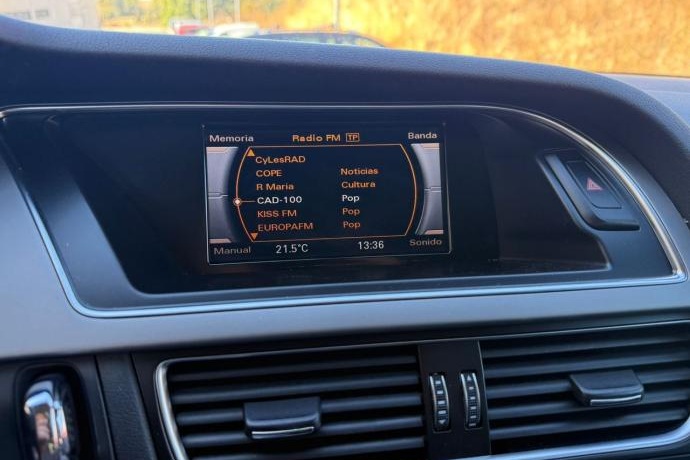 Memoria Radio FM TP Banda
CyLesRAD
COPE Noticias
R Maria Cultura
CAD-100 Pop
KISS FM Pop
EUROPAFM Pop
Manual 21.5°C 13:36 Sonido